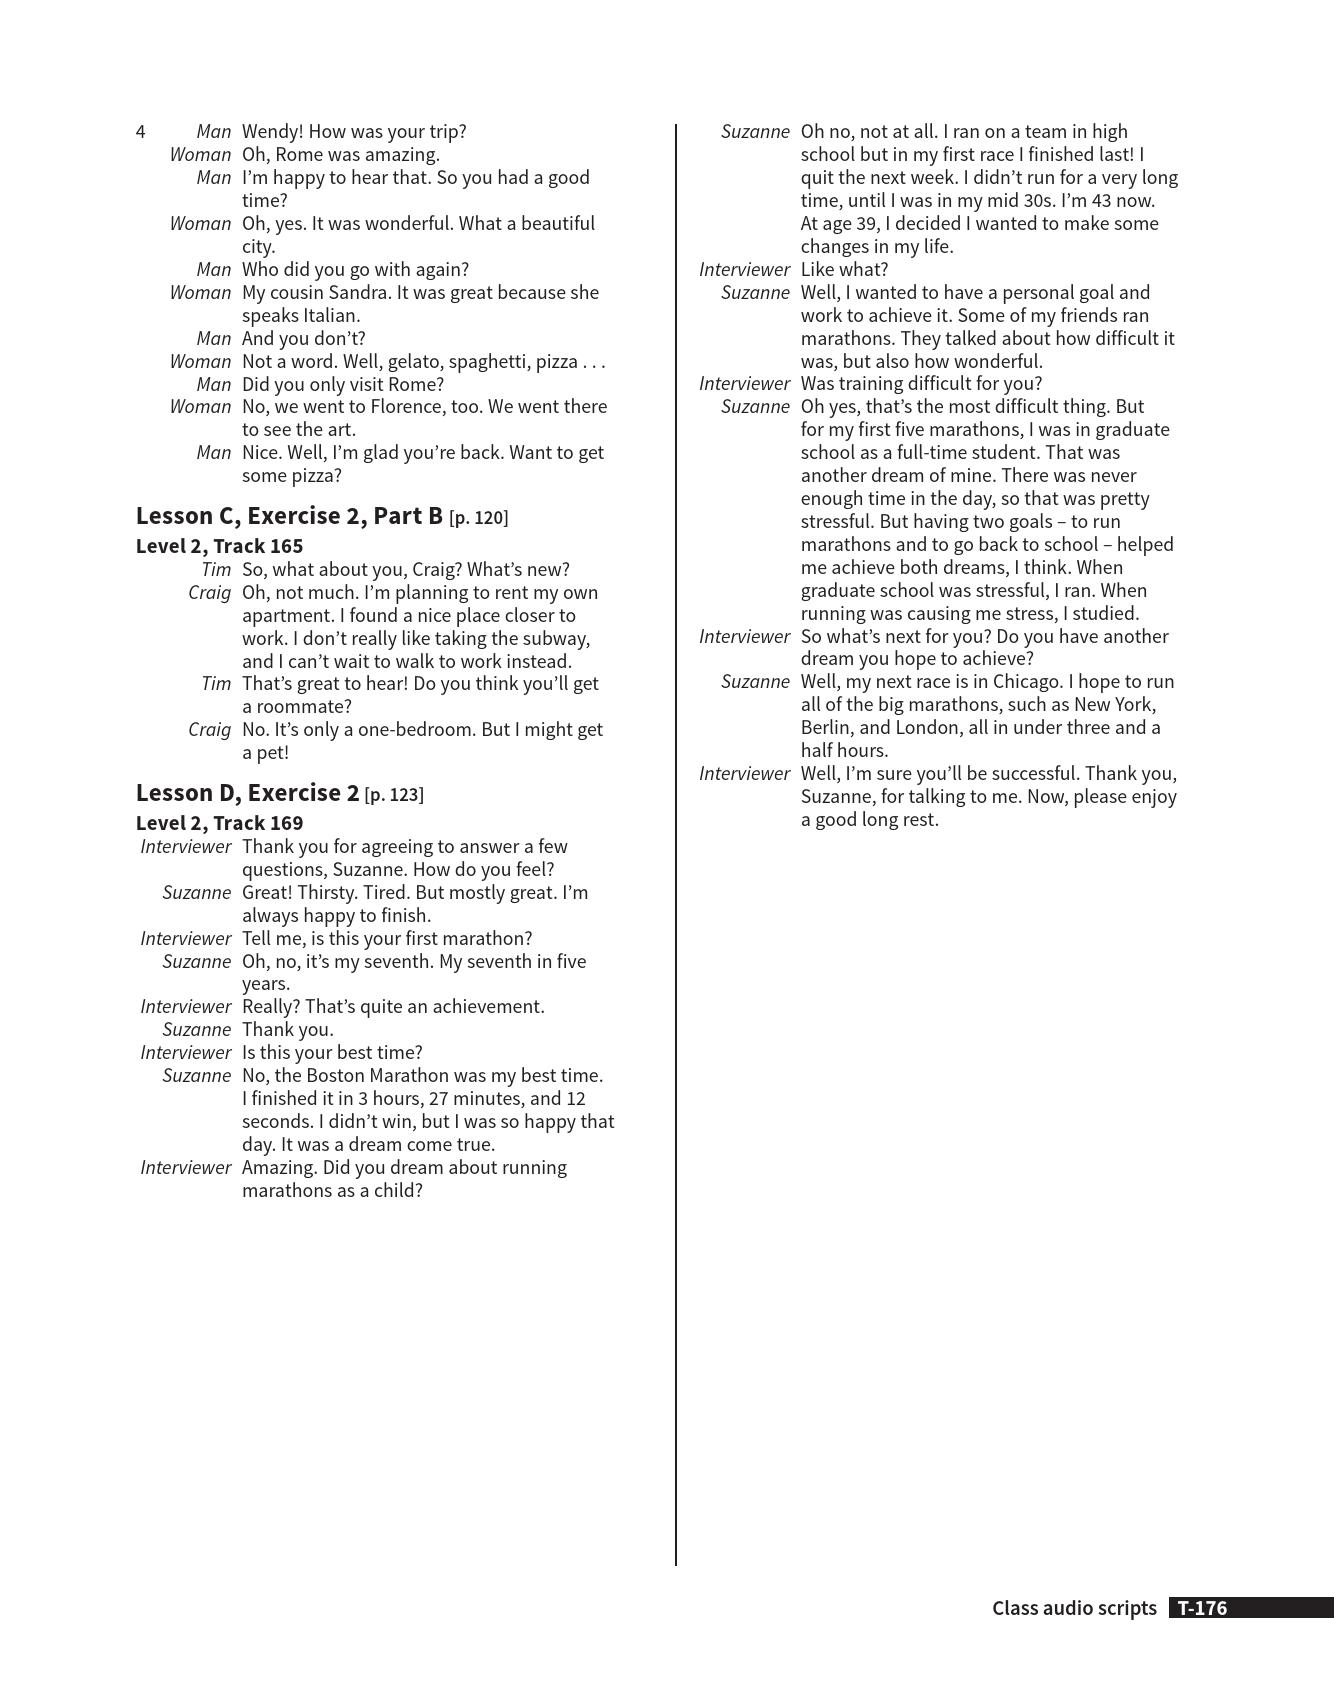 4 Man Wendy! How was your trip?
Woman Oh, Rome was amazing.
Man I’m happy to hear that. So you had a good
time?
Woman Oh, yes. It was wonderful. What a beautiful
city.
Man Who did you go with again?
Woman My cousin Sandra. It was great because she
speaks Italian.
Man And you don’t?
Woman Not a word. Well, gelato, spaghetti, pizza . . .
Man Did you only visit Rome?
Woman No, we went to Florence, too. We went there
to see the art.
Man Nice. Well, I’m glad you’re back. Want to get
some pizza?
Lesson C, Exercise 2, Part B [p. 120]
Level 2, Track 165
Tim So, what about you, Craig? What’s new?
Craig Oh, not much. I’m planning to rent my own
apartment. I found a nice place closer to
work. I don’t really like taking the subway,
and I can’t wait to walk to work instead.
Tim That’s great to hear! Do you think you’ll get
a roommate?
Craig No. It’s only a one-bedroom. But I might get
a pet!
Lesson D, Exercise 2 [p. 123]
Level 2, Track 169
Interviewer Thank you for agreeing to answer a few
questions, Suzanne. How do you feel?
Suzanne Great! Thirsty. Tired. But mostly great. I’m
always happy to finish.
Interviewer Tell me, is this your first marathon?
Suzanne Oh, no, it’s my seventh. My seventh in five
years.
Interviewer Really? That’s quite an achievement.
Suzanne Thank you.
Interviewer Is this your best time?
Suzanne No, the Boston Marathon was my best time.
I finished it in 3 hours, 27 minutes, and 12
seconds. I didn’t win, but I was so happy that
day. It was a dream come true.
Interviewer Amazing. Did you dream about running
marathons as a child?
Suzanne Oh no, not at all. I ran on a team in high
school but in my first race I finished last! I
quit the next week. I didn’t run for a very long
time, until I was in my mid 30s. I’m 43 now.
At age 39, I decided I wanted to make some
changes in my life.
Interviewer Like what?
Suzanne Well, I wanted to have a personal goal and
work to achieve it. Some of my friends ran
marathons. They talked about how difficult it
was, but also how wonderful.
Interviewer Was training difficult for you?
Suzanne Oh yes, that’s the most difficult thing. But
for my first five marathons, I was in graduate
school as a full-time student. That was
another dream of mine. There was never
enough time in the day, so that was pretty
stressful. But having two goals – to run
marathons and to go back to school – helped
me achieve both dreams, I think. When
graduate school was stressful, I ran. When
running was causing me stress, I studied.
Interviewer So what’s next for you? Do you have another
dream you hope to achieve?
Suzanne Well, my next race is in Chicago. I hope to run
all of the big marathons, such as New York,
Berlin, and London, all in under three and a
half hours.
Interviewer Well, I’m sure you’ll be successful. Thank you,
Suzanne, for talking to me. Now, please enjoy
a good long rest.
Class audio scripts T-176